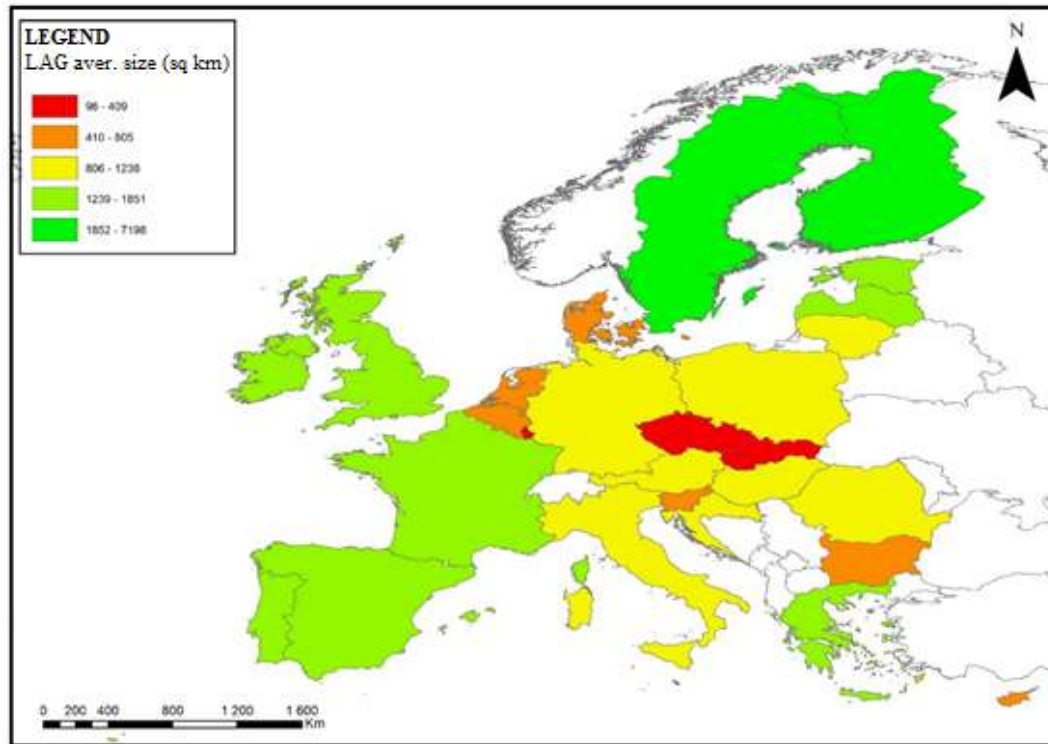 LEGEND
LAG aver. size (sq km)
96 - 409
410 - 805
806 - 1238
1239 - 1851
1852 - 7198
N
0 200 400 800 1 200 1 600
Km